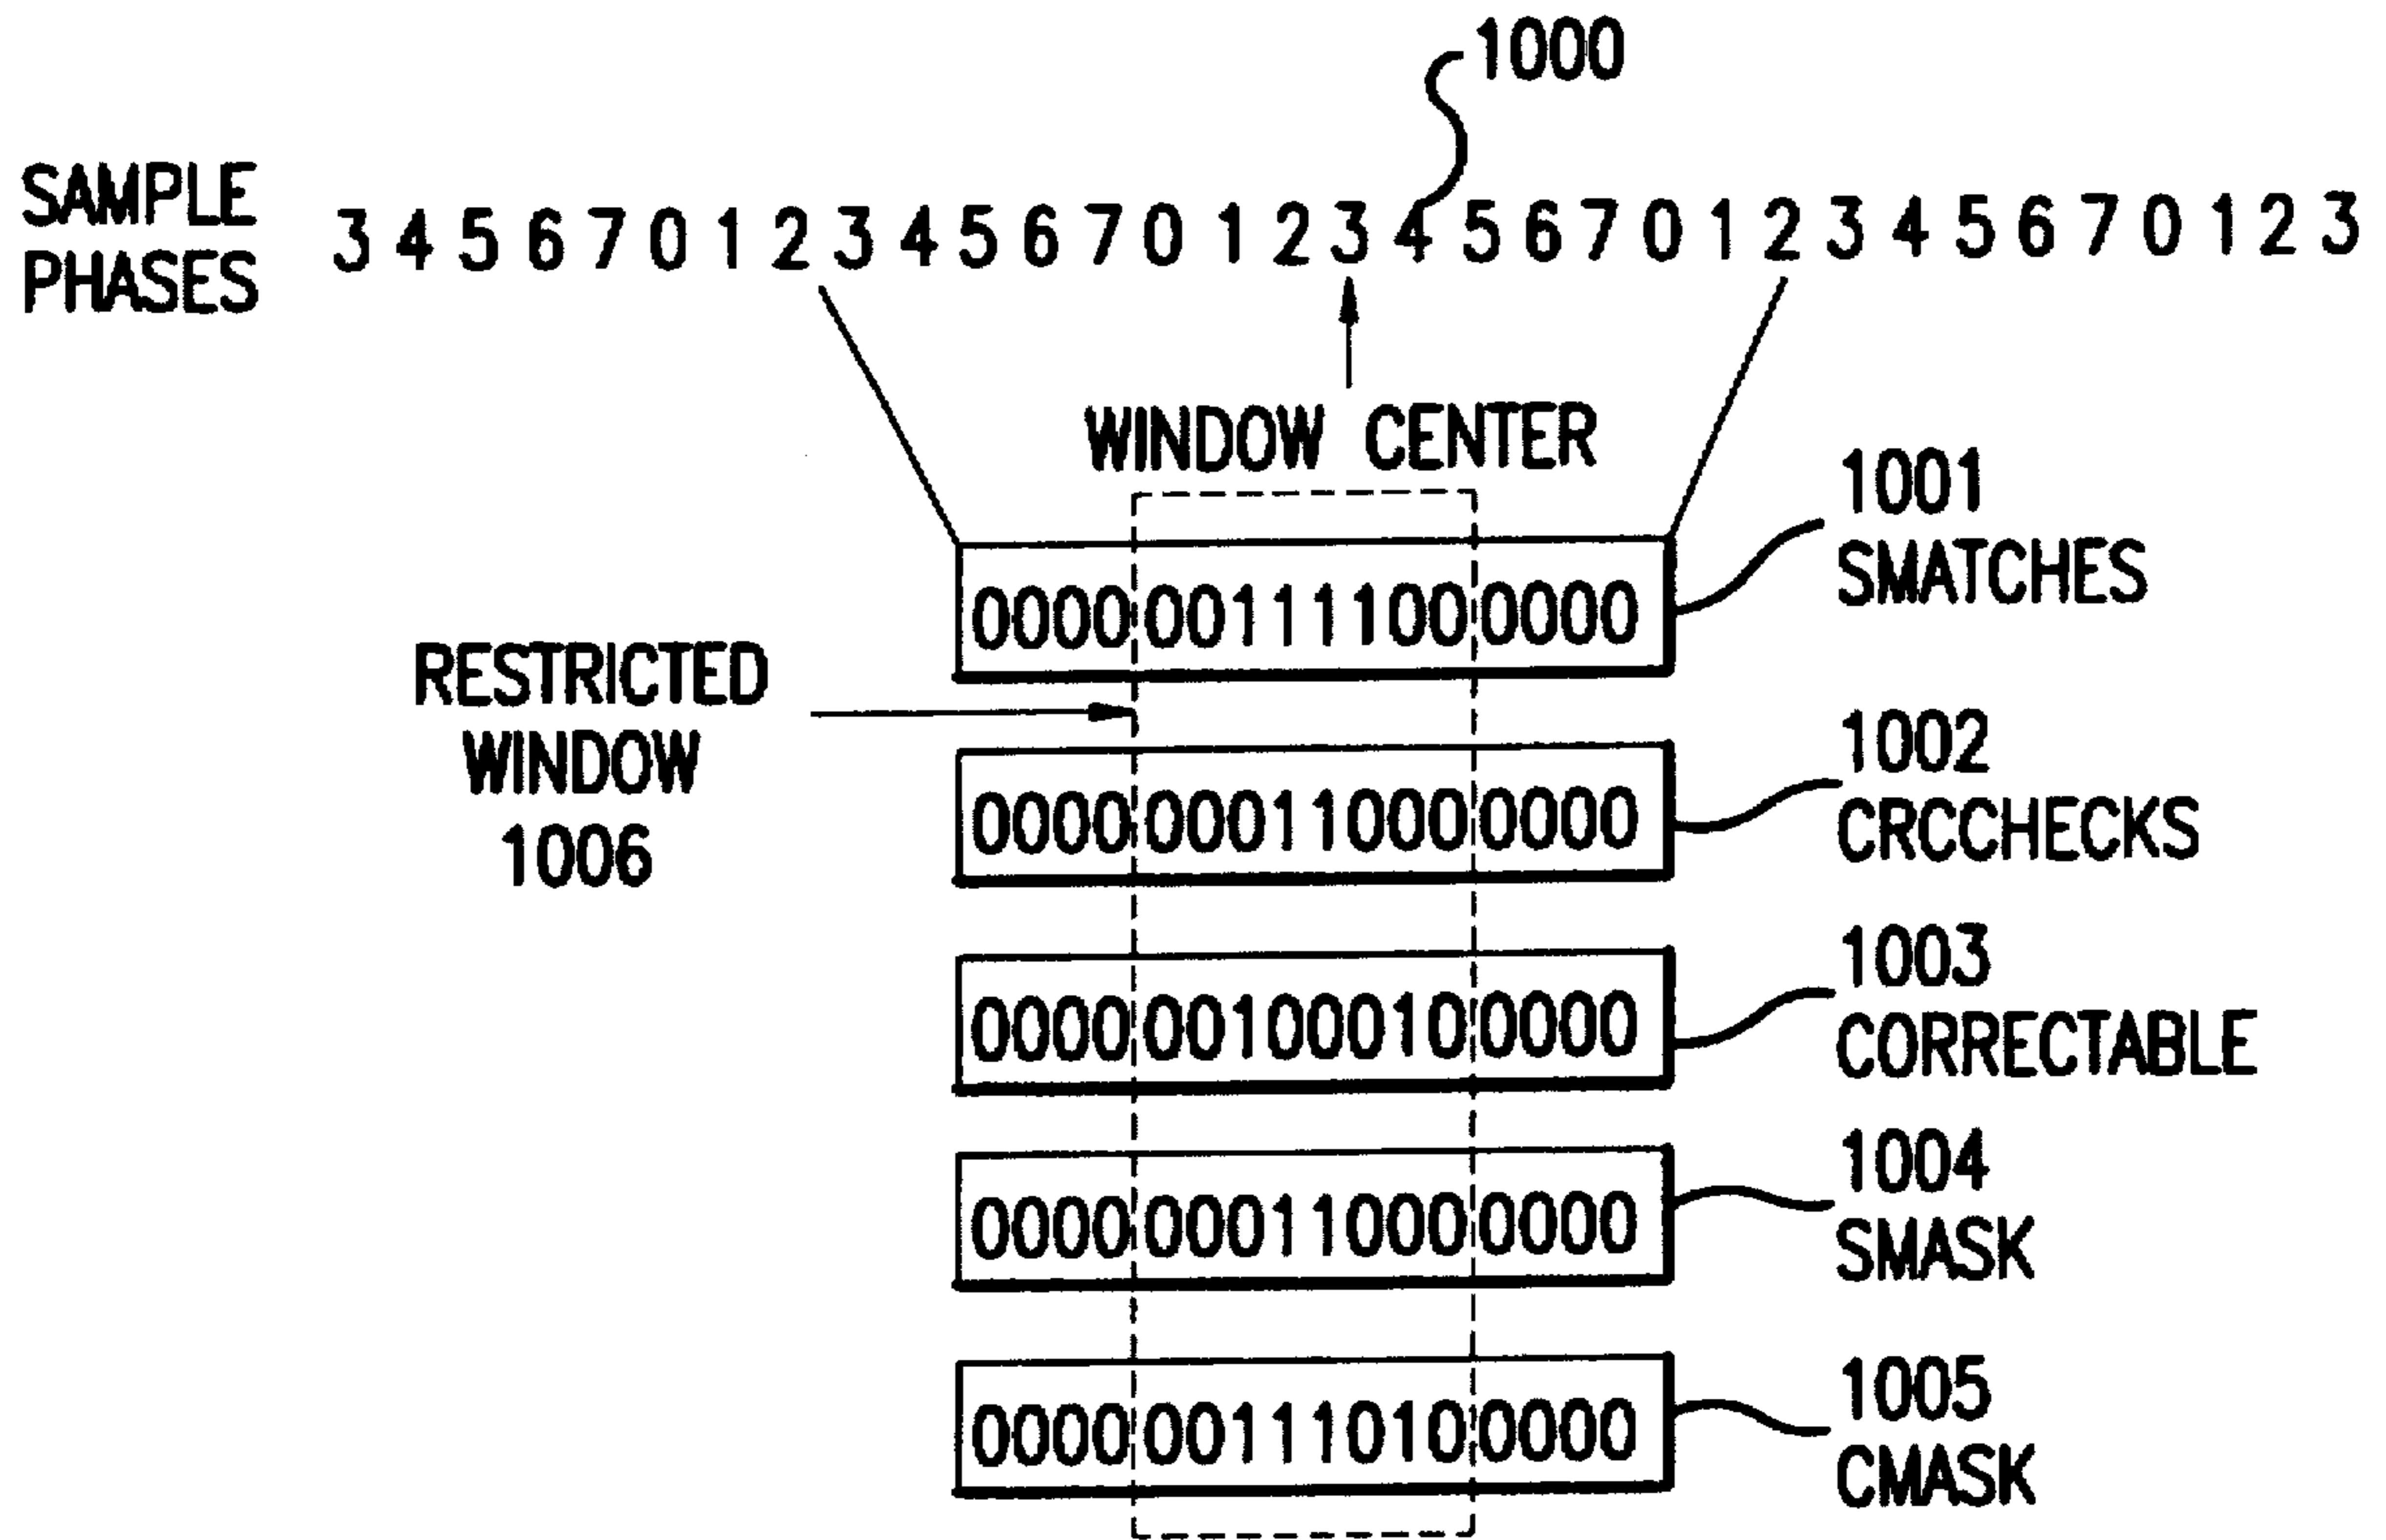 1000
SAMPLE
PHASES
3 4 5 6 7 0 1 2 3 4 5 6 7 0 1 2 3 4 5 6 7 0 1 2 3 4 5 6 7 0 1 2 3
WINDOW CENTER
1001
SMATCHES
0000 00111100 0000
RESTRICTED
WINDOW
1006
1002
CRCCHECKS
0000 00011000 0000
1003
CORRECTABLE
0000 00100010 0000
1004
SMASK
0000 00011000 0000
1005
CMASK
0000 00111010 0000